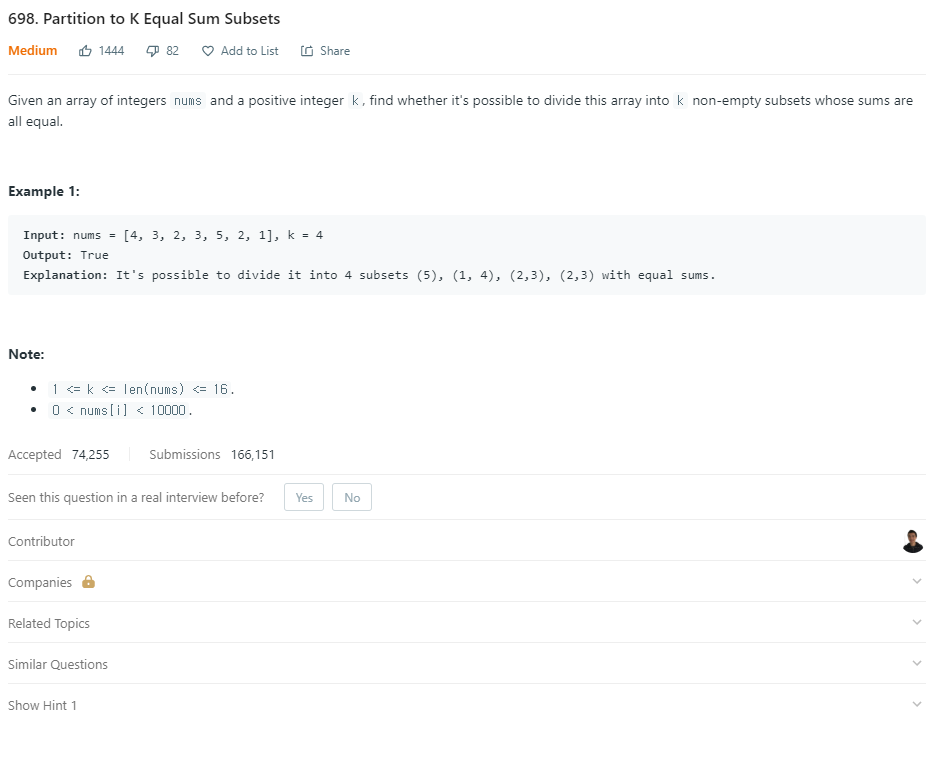 698. Partition to K Equal Sum Subsets
Medium 1444 82 Add to List Share
Given an array of integers nums and a positive integer k, find whether it's possible to divide this array into k non-empty subsets whose sums are
all equal.
Example 1:
Input: nums = [4, 3, 2, 3, 5, 2, 1], k = 4
Output: True
Explanation: It's possible to divide it into 4 subsets (5), (1, 4), (2,3), (2,3) with equal sums.
Note:
• 1 <= k <= len(nums) <= 16.
• 0 < nums[i] < 10000.
Accepted 74,255 Submissions 166,151
Seen this question in a real interview before? Yes No
Contributor
Companies
Related Topics
Similar Questions
Show Hint 1